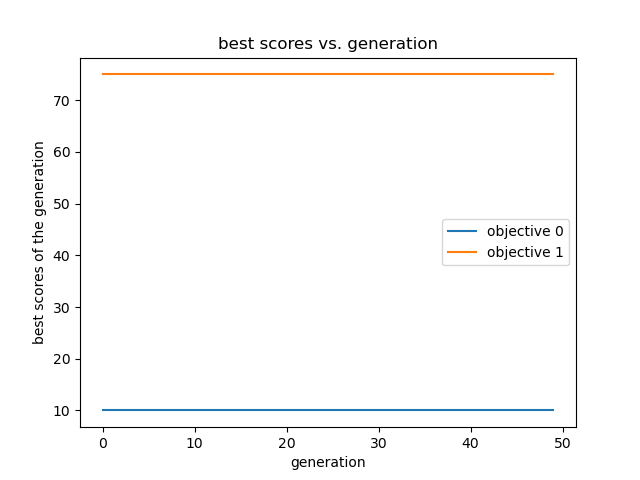 best scores vs. generation
best scores of the generation
70
60
50
40
30
20
10
objective 0
objective 1
0
10
20
30
40
50
generation